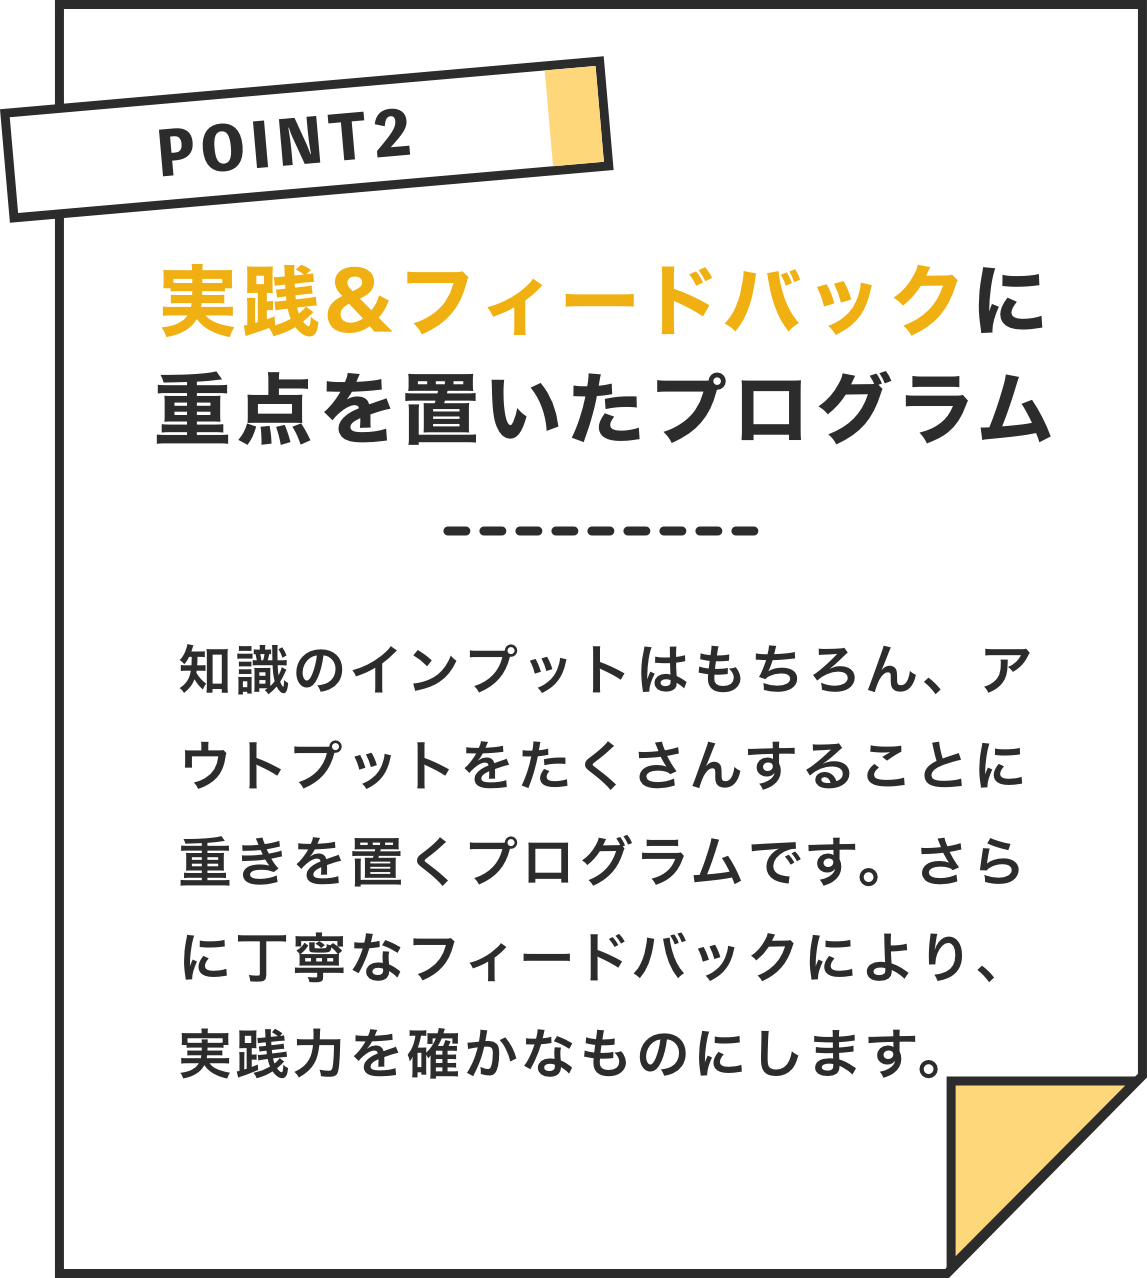 POINT2
実践&フィードバックに
重点を置いたプログラム
知識のインプットはもちろん、ア
ウトプットをたくさんすることに
重きを置くプログラムです。さら
に丁寧なフィードバックにより、
実践力を確かなものにします。